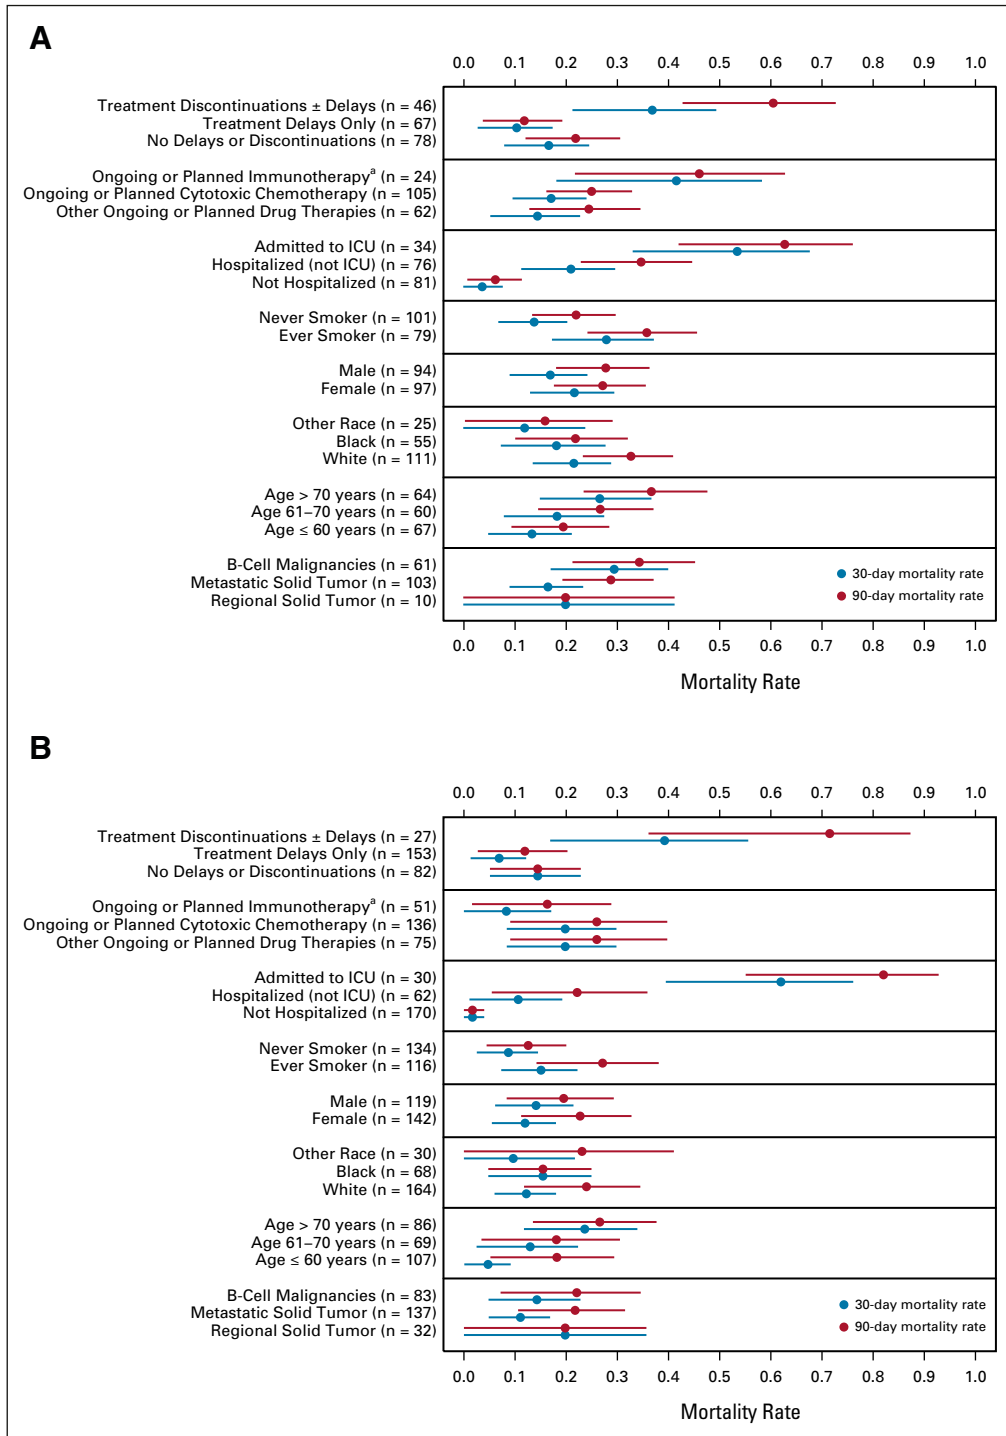 A
0.0 0.1 0.2 0.3 0.4 0.5 0.6 0.7 0.8 0.9 1.0
Treatment Discontinuations ± Delays (n = 46)
Treatment Delays Only (n = 67)
No Delays or Discontinuations (n = 78)
Ongoing or Planned Immunotherapyª (n = 24)
Ongoing or Planned Cytotoxic Chemotherapy (n = 105)
Other Ongoing or Planned Drug Therapies (n = 62)
Admitted to ICU (n = 34)
Hospitalized (not ICU) (n = 76)
Not Hospitalized (n = 81)
Never Smoker (n = 101)
Ever Smoker (n = 79)
Male (n = 94)
Female (n = 97)
Other Race (n = 25)
Black (n = 55)
White (n = 111)
Age > 70 years (n = 64)
Age 61–70 years (n = 60)
Age ≤ 60 years (n = 67)
B-Cell Malignancies (n = 61)
Metastatic Solid Tumor (n = 103)
Regional Solid Tumor (n = 10)
30-day mortality rate
90-day mortality rate
0.0 0.1 0.2 0.3 0.4 0.5 0.6 0.7 0.8 0.9 1.0
Mortality Rate
B
0.0 0.1 0.2 0.3 0.4 0.5 0.6 0.7 0.8 0.9 1.0
Treatment Discontinuations ± Delays (n = 27)
Treatment Delays Only (n = 153)
No Delays or Discontinuations (n = 82)
Ongoing or Planned Immunotherapyª (n = 51)
Ongoing or Planned Cytotoxic Chemotherapy (n = 136)
Other Ongoing or Planned Drug Therapies (n = 75)
Admitted to ICU (n = 30)
Hospitalized (not ICU) (n = 62)
Not Hospitalized (n = 170)
Never Smoker (n = 134)
Ever Smoker (n = 116)
Male (n = 119)
Female (n = 142)
Other Race (n = 30)
Black (n = 68)
White (n = 164)
Age > 70 years (n = 86)
Age 61–70 years (n = 69)
Age ≤ 60 years (n = 107)
B-Cell Malignancies (n = 83)
Metastatic Solid Tumor (n = 137)
Regional Solid Tumor (n = 32)
30-day mortality rate
90-day mortality rate
0.0 0.1 0.2 0.3 0.4 0.5 0.6 0.7 0.8 0.9 1.0
Mortality Rate